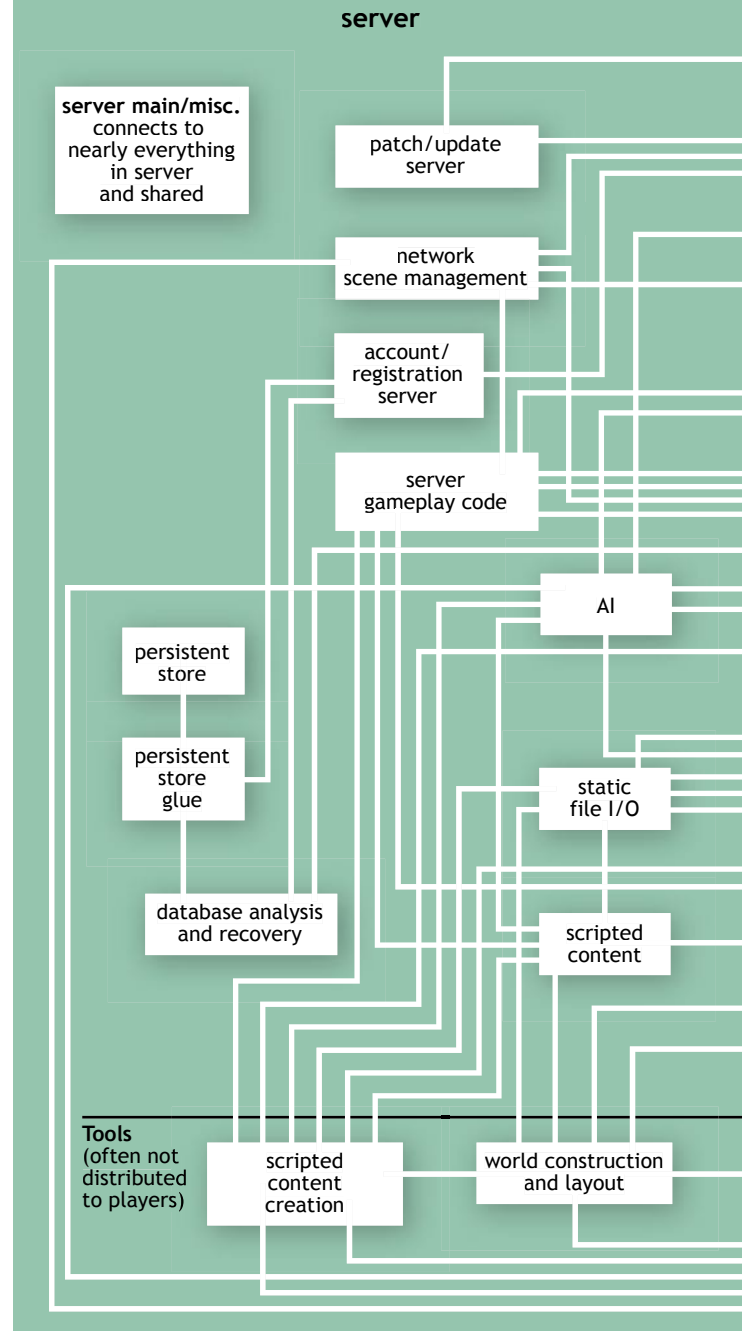 server
server main/misc.
connects to
nearly everything
in server
and shared
patch/update
server
network
scene management
account/
registration
server
server
gameplay code
AI
persistent
store
persistent
store
glue
static
file I/O
database analysis
and recovery
scripted
content
Tools
(often not
distributed
to players)
scripted
content
creation
world construction
and layout